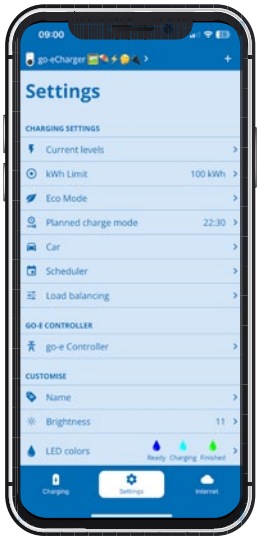 09:00
go-eCharger
+
Settings
CHARGING SETTINGS
Current levels
kWh Limit 100 kWh
Eco Mode
Planned charge mode 22:30
Car
Scheduler
Load balancing
GO-E CONTROLLER
go-e Controller
CUSTOMISE
Name
Brightness 11
LED colors
Ready Charging Finished
Charging Settings Internet